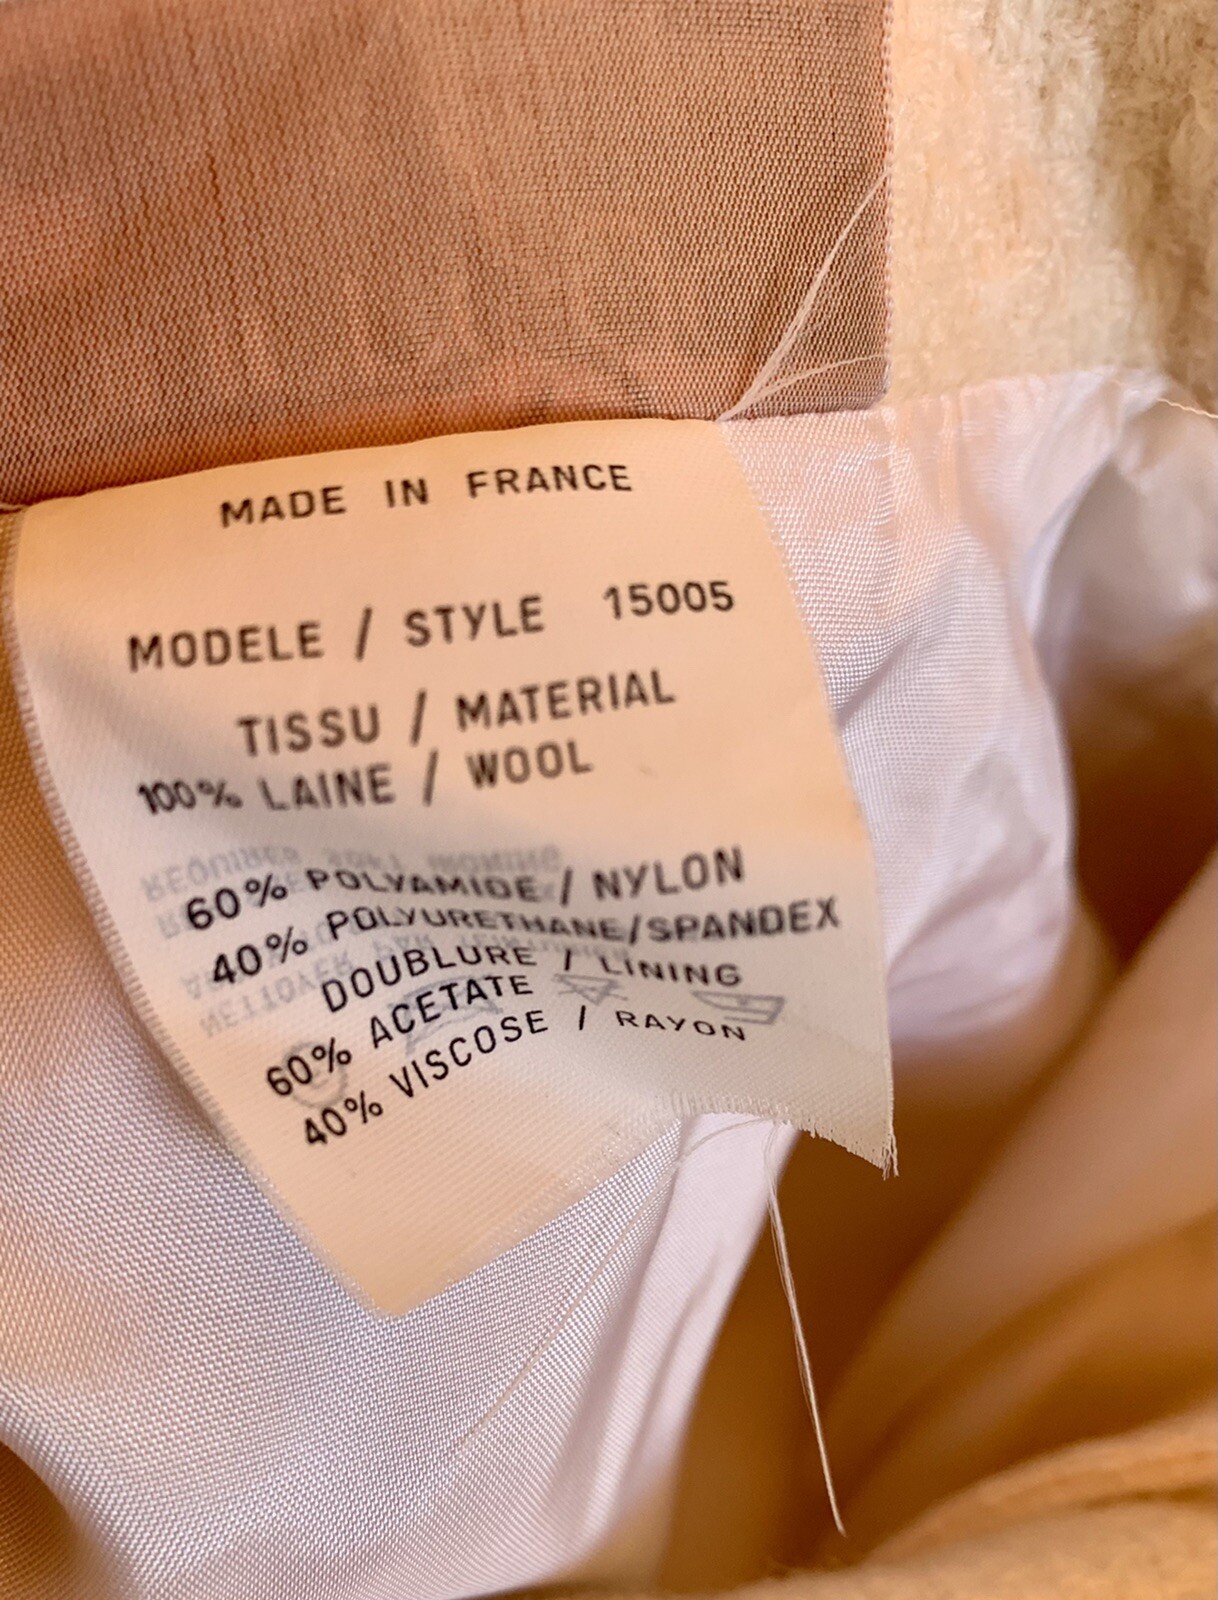 MADE IN FRANCE
MODELE / STYLE 15005
TISSU / MATERIAL
100% LAINE / WOOL
60% POLYAMIDE / NYLON
40% POLYURETHANE/SPANDEX
DOUBLURE / LINING
60% ACETATE
40% VISCOSE / RAYON